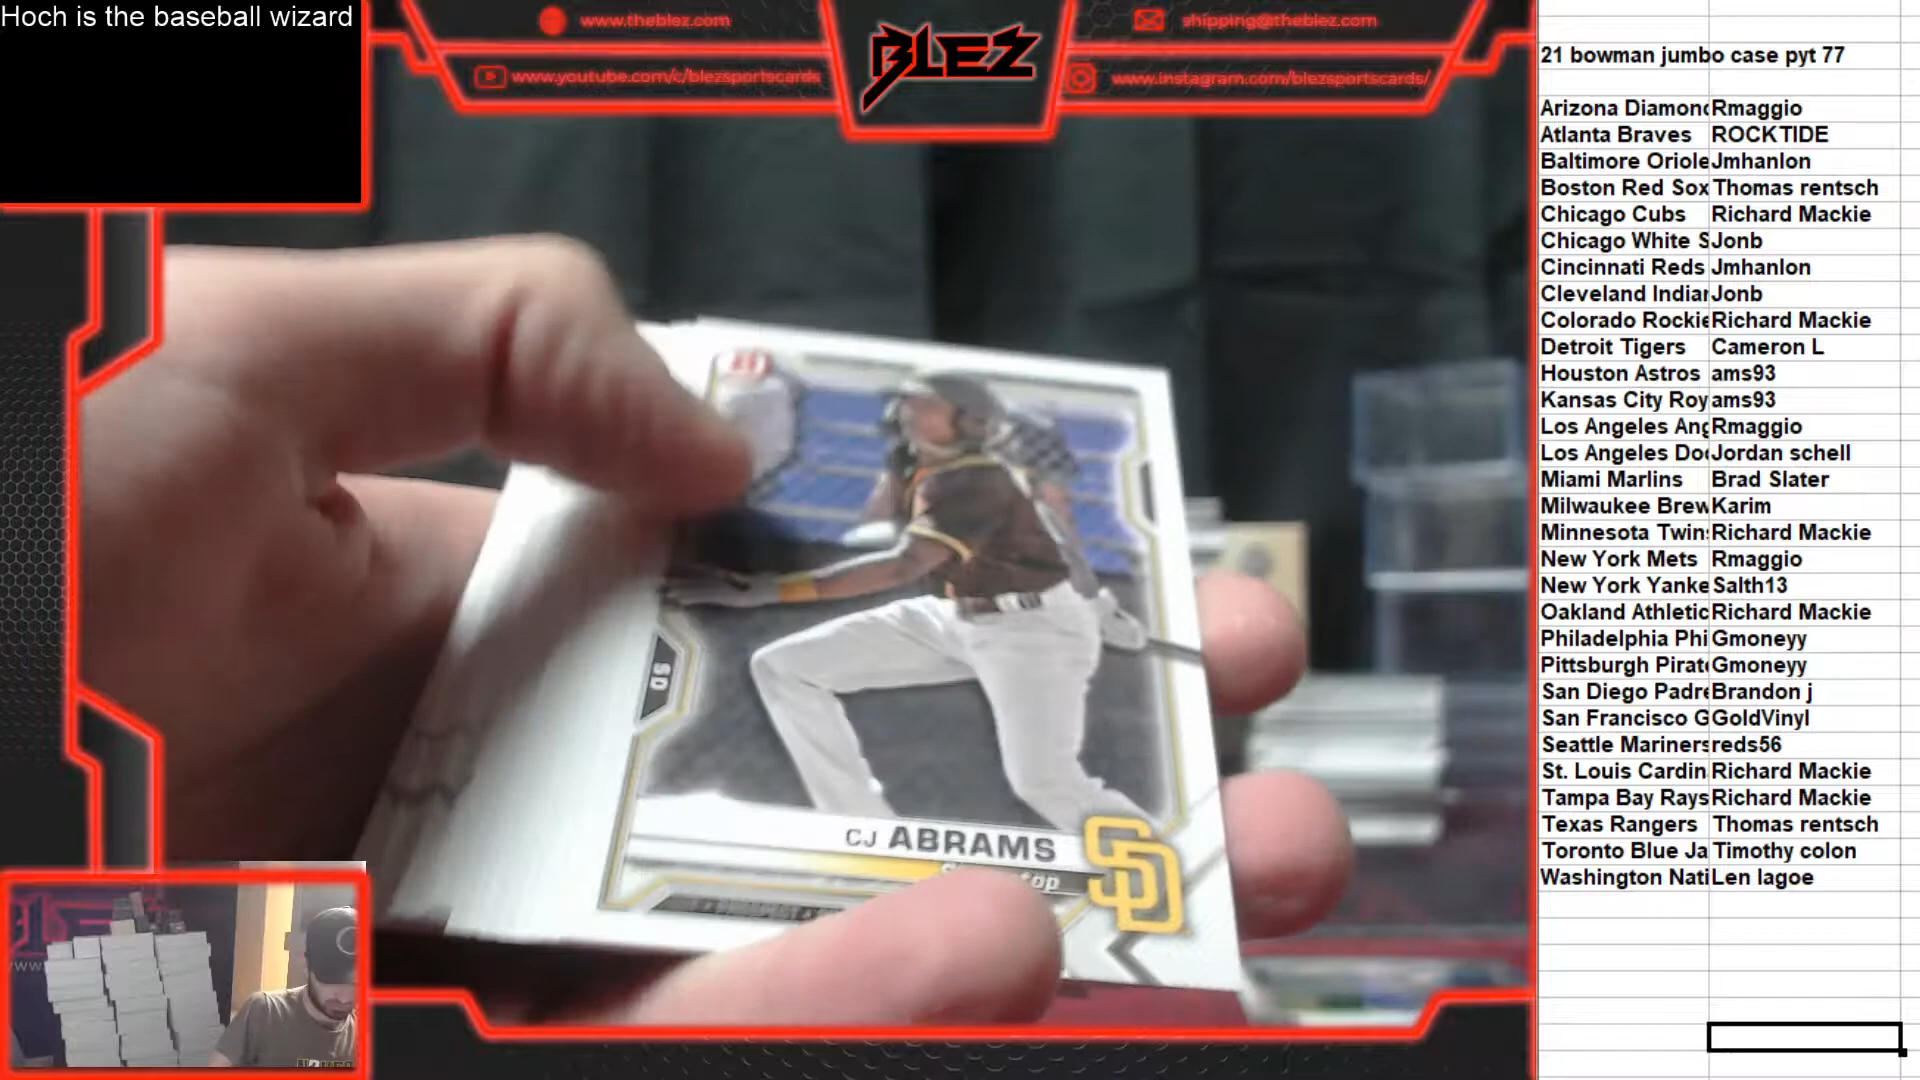 Hoch is the baseball wizard
www.theblez.com
shipping@theblez.com
BLEZ
www.youtube.com/c/blezsportscards
www.instagram.com/blezsportscards/
SD
CJ ABRAMS
SD
21 bowman jumbo case pyt 77
Arizona Diamond Rmaggio
Atlanta Braves ROCKTIDE
Baltimore Oriole Jmhanlon
Boston Red Sox Thomas rentsch
Chicago Cubs Richard Mackie
Chicago White S Jonb
Cincinnati Reds Jmhanlon
Cleveland Indian Jonb
Colorado Rockie Richard Mackie
Detroit Tigers Cameron L
Houston Astros ams93
Kansas City Roy ams93
Los Angeles Ang Rmaggio
Los Angeles Do Jordan schell
Miami Marlins Brad Slater
Milwaukee Brew Karim
Minnesota Twins Richard Mackie
New York Mets Rmaggio
New York Yanke Salth13
Oakland Athletic Richard Mackie
Philadelphia Phi Gmoneyy
Pittsburgh Pirate Gmoneyy
San Diego Padre Brandon j
San Francisco G GoldVinyl
Seattle Mariners reds56
St. Louis Cardin Richard Mackie
Tampa Bay Rays Richard Mackie
Texas Rangers Thomas rentsch
Toronto Blue Ja Timothy colon
Washington Nati Len lagoe